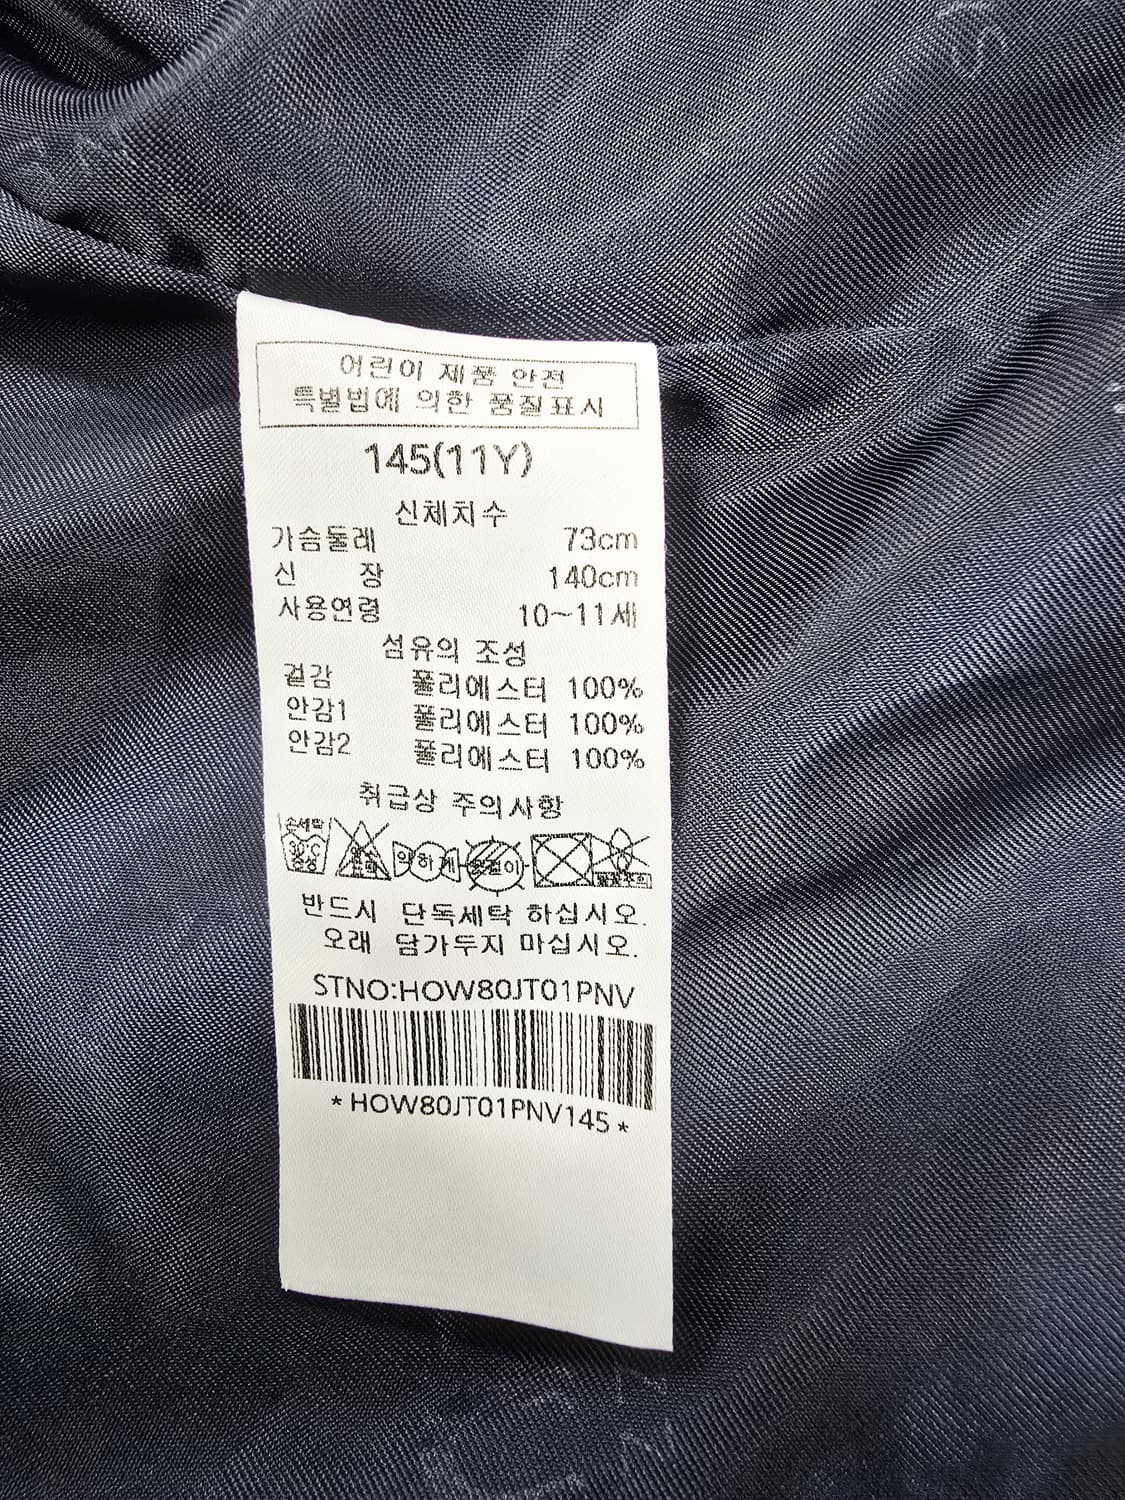 어린이 제품 안전
특별법에 의한 품질표시
145(11Y)
신체치수
가슴둘레 73cm
신 장 140cm
사용연령 10~11세
섬유의 조성
겉감 폴리에스터 100%
안감1 폴리에스터 100%
안감2 폴리에스터 100%
취급상 주의사항
손세탁
30℃
중성
약하게
반드시 단독세탁 하십시오.
오래 담가두지 마십시오.
STNO:HOW80JT01PNV
*HOW80JT01PNV145*